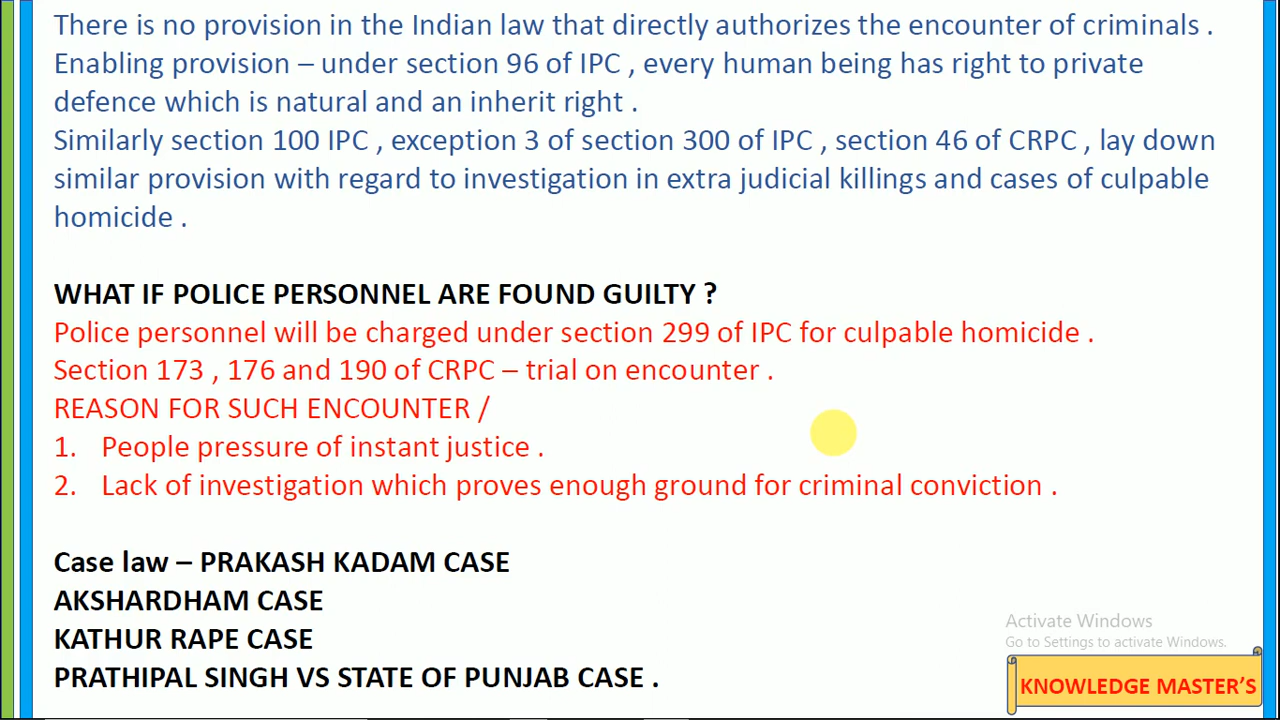 There is no provision in the Indian law that directly authorizes the encounter of criminals .
Enabling provision – under section 96 of IPC , every human being has right to private
defence which is natural and an inherit right .
Similarly section 100 IPC , exception 3 of section 300 of IPC , section 46 of CRPC , lay down
similar provision with regard to investigation in extra judicial killings and cases of culpable
homicide .
WHAT IF POLICE PERSONNEL ARE FOUND GUILTY ?
Police personnel will be charged under section 299 of IPC for culpable homicide .
Section 173 , 176 and 190 of CRPC – trial on encounter .
REASON FOR SUCH ENCOUNTER /
1. People pressure of instant justice .
2. Lack of investigation which proves enough ground for criminal conviction .
Case law – PRAKASH KADAM CASE
AKSHARDHAM CASE
KATHUR RAPE CASE
PRATHIPAL SINGH VS STATE OF PUNJAB CASE .
Activate Windows
Go to Settings to activate Windows.
KNOWLEDGE MASTER'S